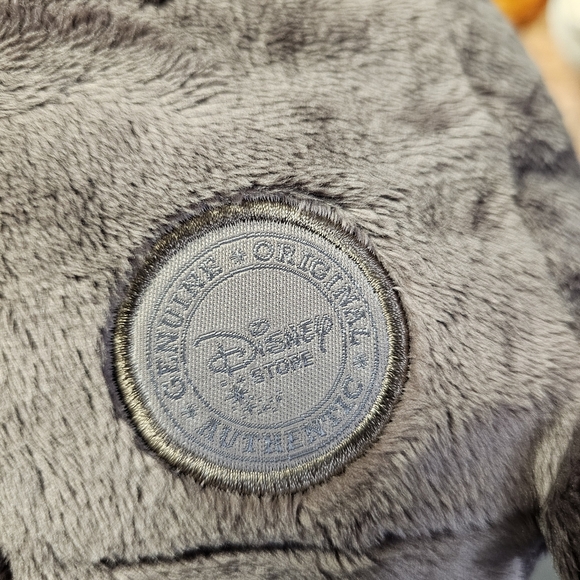 GENUINE ★ ORIGINAL ★ AUTHENTIC ★
Disney
STORE